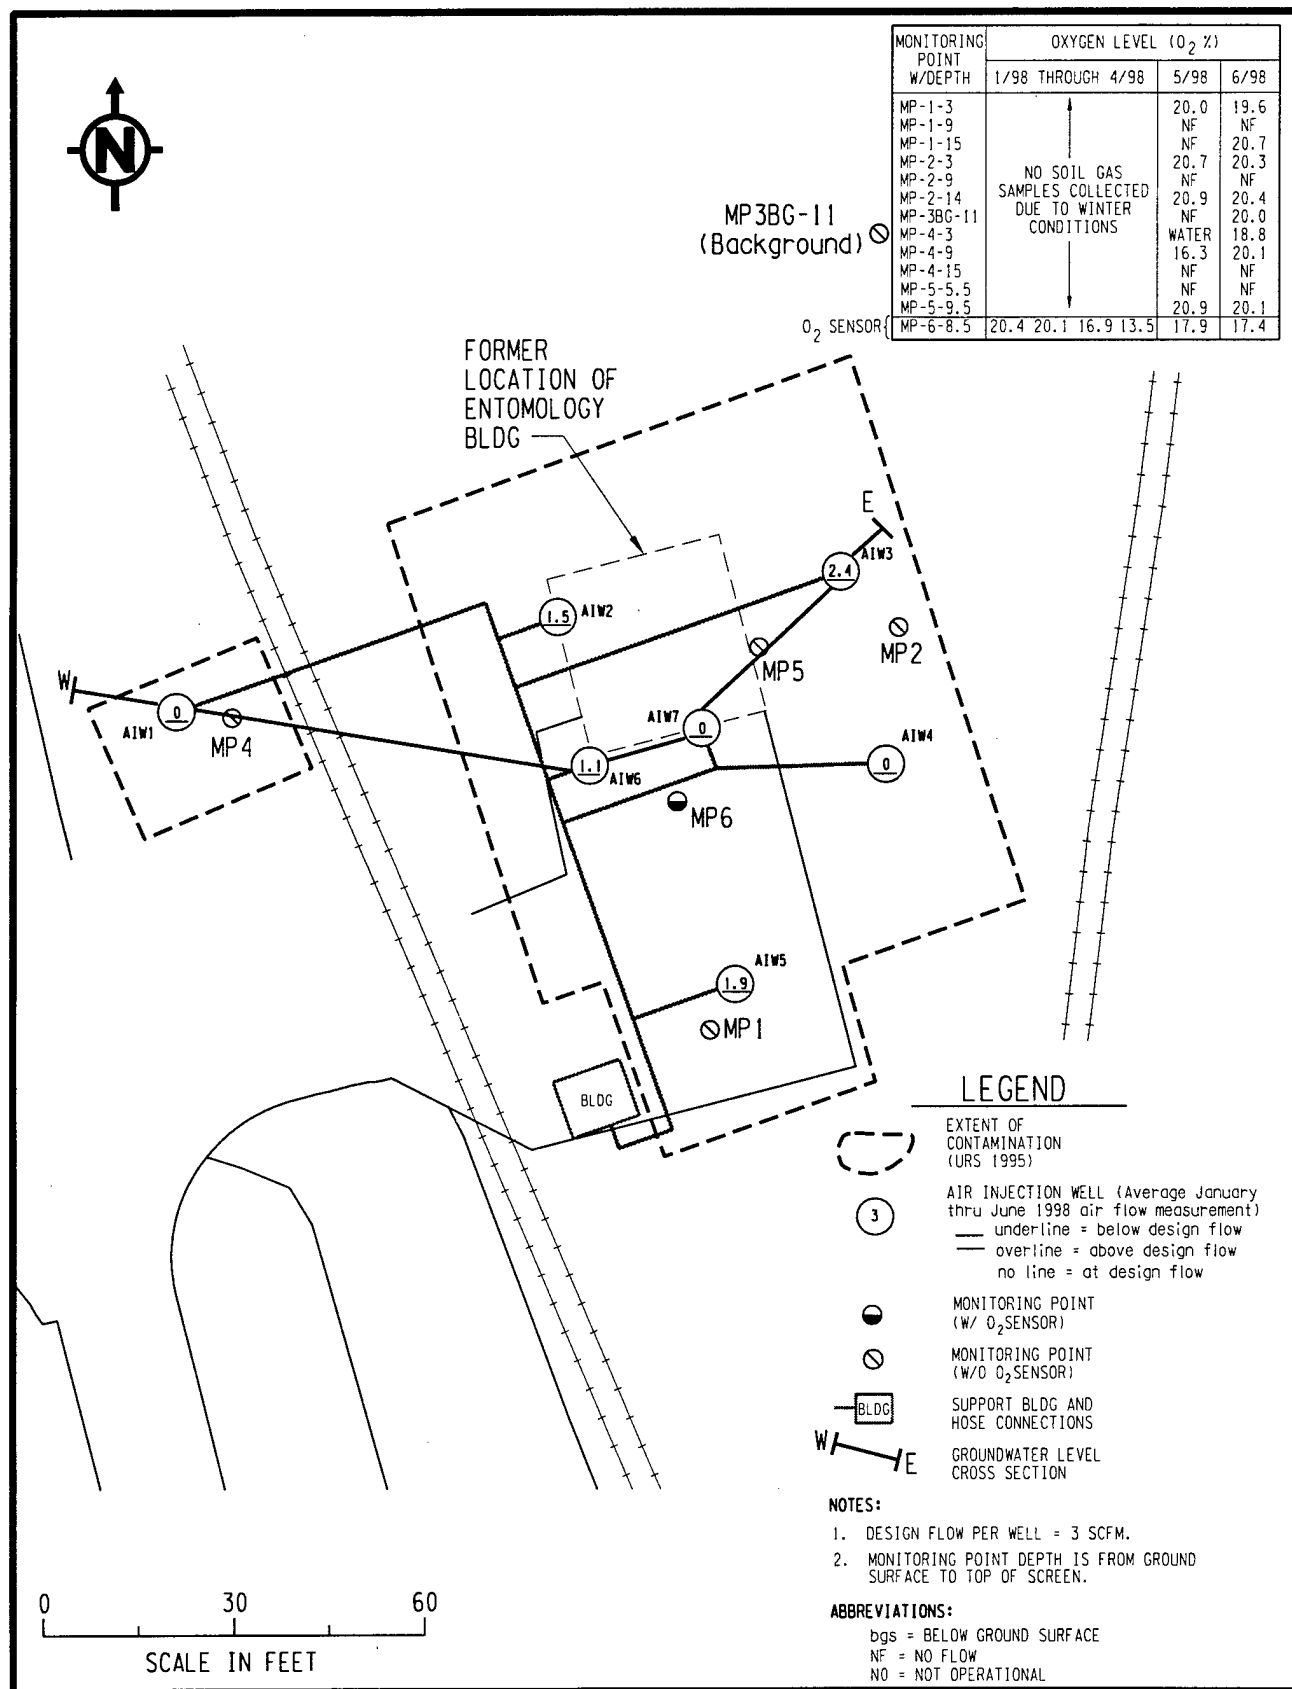 MONITORING POINT W/DEPTH OXYGEN LEVEL (O2 %)
1/98 THROUGH 4/98 5/98 6/98
MP-1-3 20.0 19.6
MP-1-9 NF NF
MP-1-15 NF 20.7
MP-2-3 20.7 20.3
MP-2-9 NF NF
MP-2-14 20.9 20.4
MP-3BG-11 NF 20.0
MP-4-3 WATER 18.8
MP-4-9 16.3 20.1
MP-4-15 NF NF
MP-5-5.5 NF NF
MP-5-9.5 20.9 20.1
NO SOIL GAS
SAMPLES COLLECTED
DUE TO WINTER
CONDITIONS
O2 SENSOR{ MP-6-8.5 20.4 20.1 16.9 13.5 17.9 17.4
N
MP3BG-11
(Background)
FORMER
LOCATION OF
ENTOMOLOGY
BLDG
E
AIW3
2.4
1.5 AIW2
MP2
MP5
W
0
AIW1
MP4
AIW7
0
AIW4
0
1.1
AIW6
MP6
AIW5
1.9
MP1
BLDG
LEGEND
EXTENT OF
CONTAMINATION
(URS 1995)
3
AIR INJECTION WELL (Average January
thru June 1998 air flow measurement)
underline = below design flow
overline = above design flow
no line = at design flow
MONITORING POINT
(W/ O2SENSOR)
MONITORING POINT
(W/O O2SENSOR)
BLDG
SUPPORT BLDG AND
HOSE CONNECTIONS
W E
GROUNDWATER LEVEL
CROSS SECTION
NOTES:
1. DESIGN FLOW PER WELL = 3 SCFM.
2. MONITORING POINT DEPTH IS FROM GROUND
SURFACE TO TOP OF SCREEN.
ABBREVIATIONS:
bgs = BELOW GROUND SURFACE
NF = NO FLOW
NO = NOT OPERATIONAL
0 30 60
SCALE IN FEET